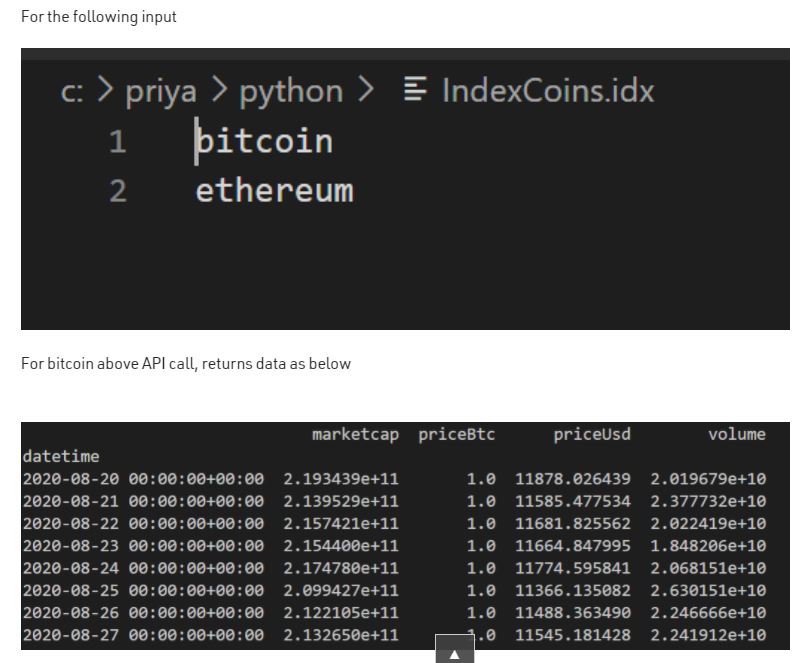 For the following input
c: > priya > python > IndexCoins.idx
1 bitcoin
2 ethereum
For bitcoin above API call, returns data as below
marketcap priceBtc priceUsd volume
datetime
2020-08-20 00:00:00+00:00 2.193439e+11 1.0 11878.026439 2.019679e+10
2020-08-21 00:00:00+00:00 2.139529e+11 1.0 11585.477534 2.377732e+10
2020-08-22 00:00:00+00:00 2.157421e+11 1.0 11681.825562 2.022419e+10
2020-08-23 00:00:00+00:00 2.154400e+11 1.0 11664.847995 1.848206e+10
2020-08-24 00:00:00+00:00 2.174780e+11 1.0 11774.595841 2.068151e+10
2020-08-25 00:00:00+00:00 2.099427e+11 1.0 11366.135082 2.630151e+10
2020-08-26 00:00:00+00:00 2.122105e+11 1.0 11488.363490 2.246666e+10
2020-08-27 00:00:00+00:00 2.132650e+11 1.0 11545.181428 2.241912e+10